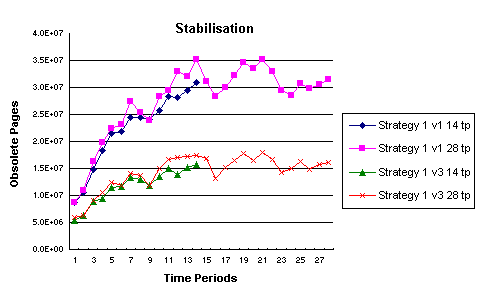 Stabilisation
4.0E+07
3.5E+07
3.0E+07
2.5E+07
2.0E+07
1.5E+07
1.0E+07
5.0E+06
0.0E+00
Obsolete Pages
1 3 5 7 9 11 13 15 17 19 21 23 25 27
Time Periods
Strategy 1 v1 14 tp
Strategy 1 v1 28 tp
Strategy 1 v3 14 tp
Strategy 1 v3 28 tp